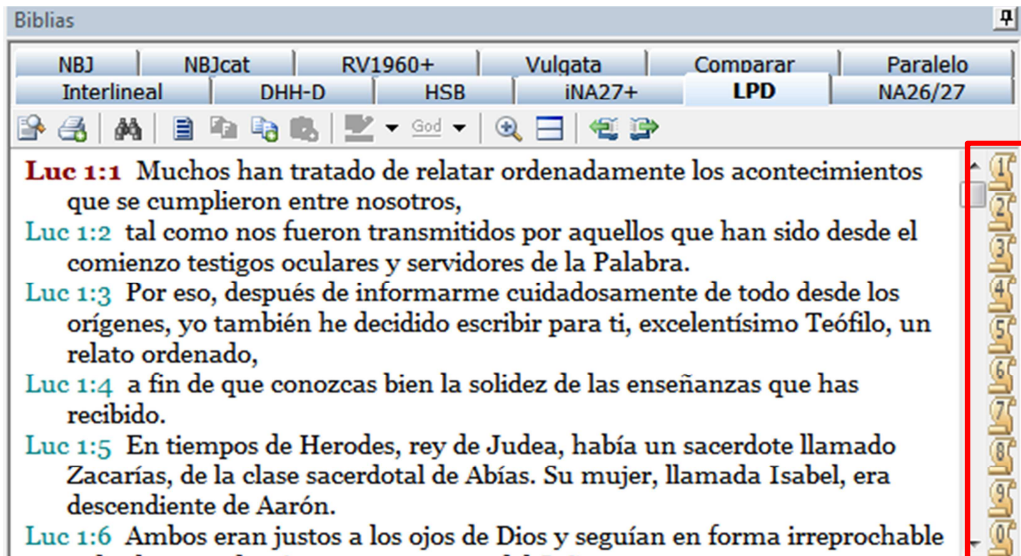 Biblias
NBJ NBJcat RV1960+ Vulgata Comparar Paralelo
Interlineal DHH-D HSB iNA27+ LPD NA26/27
God
Luc 1:1 Muchos han tratado de relatar ordenadamente los acontecimientos
que se cumplieron entre nosotros,
Luc 1:2 tal como nos fueron transmitidos por aquellos que han sido desde el
comienzo testigos oculares y servidores de la Palabra.
Luc 1:3 Por eso, después de informarme cuidadosamente de todo desde los
orígenes, yo también he decidido escribir para ti, excelentísimo Teófilo, un
relato ordenado,
Luc 1:4 a fin de que conozcas bien la solidez de las enseñanzas que has
recibido.
Luc 1:5 En tiempos de Herodes, rey de Judea, había un sacerdote llamado
Zacarías, de la clase sacerdotal de Abías. Su mujer, llamada Isabel, era
descendiente de Aarón.
Luc 1:6 Ambos eran justos a los ojos de Dios y seguían en forma irreprochable
1
2
3
4
5
6
7
8
9
0